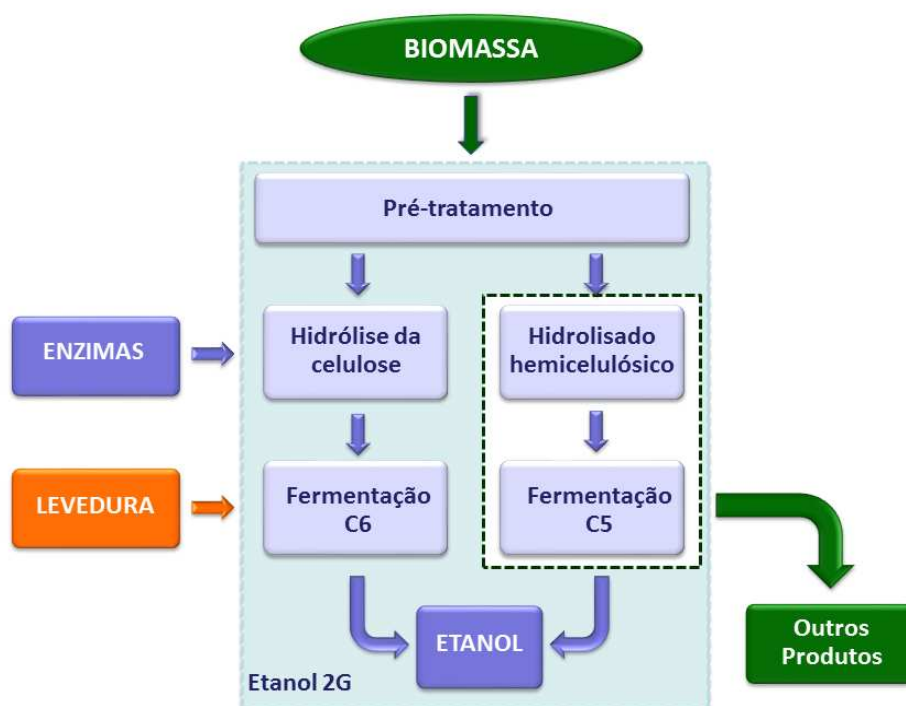 BIOMASSA
Pré-tratamento
ENZIMAS
Hidrólise da
celulose
Hidrolisado
hemicelulósico
LEVEDURA
Fermentação
C6
Fermentação
C5
ETANOL
Outros
Produtos
Etanol 2G